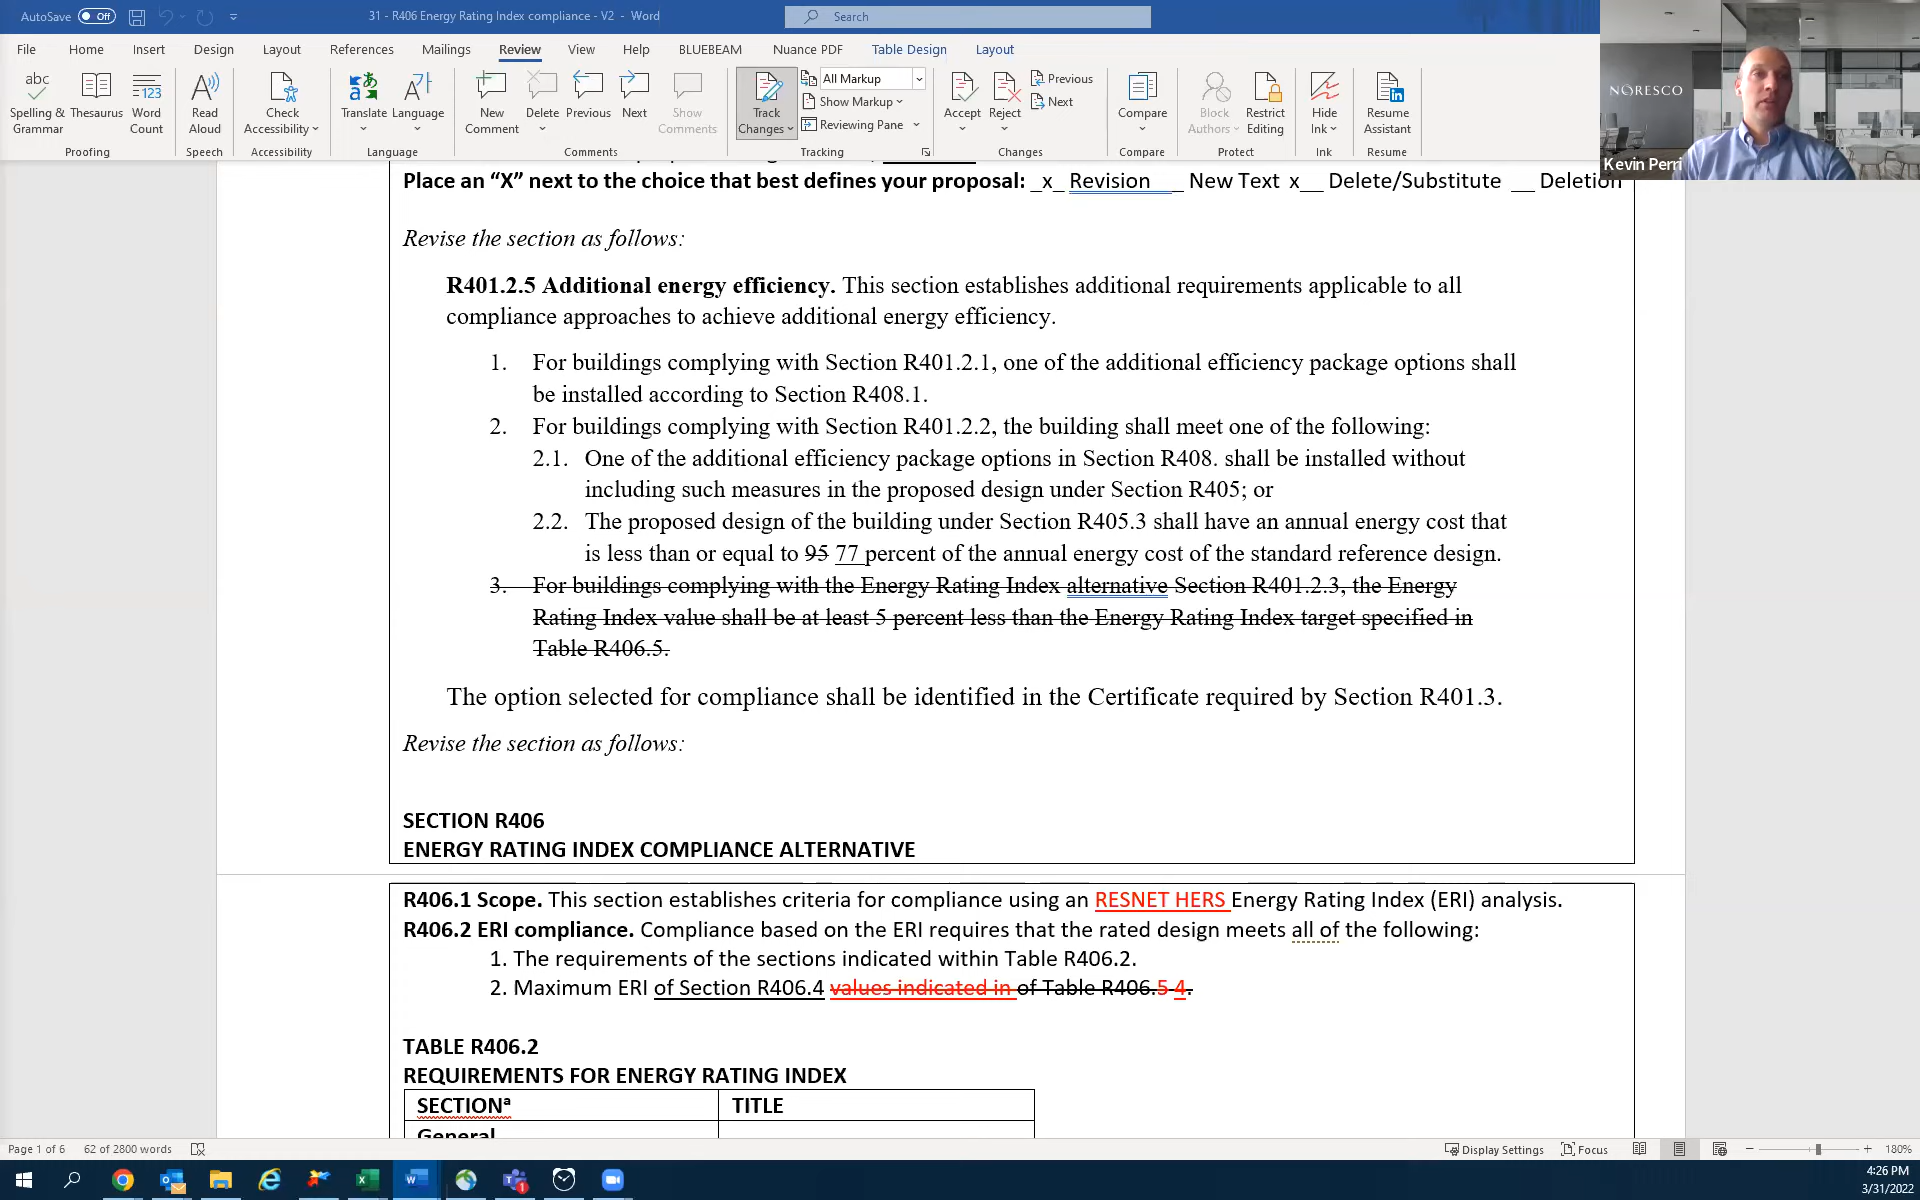 AutoSave Off 31 - R406 Energy Rating Index compliance - V2 - Word Search
File Home Insert Design Layout References Mailings Review View Help BLUEBEAM Nuance PDF Table Design Layout
abc Spelling & Grammar
Thesaurus
123 Word Count
Read Aloud
Check Accessibility
Translate
Language
New Comment
Delete
Previous
Next
Show Comments
Track Changes
All Markup
Show Markup
Reviewing Pane
Accept
Reject
Previous
Next
Compare
Block Authors
Restrict Editing
Hide Ink
Resume Assistant
Proofing Speech Accessibility Language Comments Tracking Changes Compare Protect Ink Resume
NORESCO
Kevin Perri
Place an “X” next to the choice that best defines your proposal: _x_ Revision __ New Text x__ Delete/Substitute __ Deletion
Revise the section as follows:
R401.2.5 Additional energy efficiency. This section establishes additional requirements applicable to all
compliance approaches to achieve additional energy efficiency.
1. For buildings complying with Section R401.2.1, one of the additional efficiency package options shall
be installed according to Section R408.1.
2. For buildings complying with Section R401.2.2, the building shall meet one of the following:
2.1. One of the additional efficiency package options in Section R408. shall be installed without
including such measures in the proposed design under Section R405; or
2.2. The proposed design of the building under Section R405.3 shall have an annual energy cost that
is less than or equal to 95 77 percent of the annual energy cost of the standard reference design.
3. For buildings complying with the Energy Rating Index alternative Section R401.2.3, the Energy
Rating Index value shall be at least 5 percent less than the Energy Rating Index target specified in
Table R406.5.
The option selected for compliance shall be identified in the Certificate required by Section R401.3.
Revise the section as follows:
SECTION R406
ENERGY RATING INDEX COMPLIANCE ALTERNATIVE
R406.1 Scope. This section establishes criteria for compliance using an RESNET HERS Energy Rating Index (ERI) analysis.
R406.2 ERI compliance. Compliance based on the ERI requires that the rated design meets all of the following:
1. The requirements of the sections indicated within Table R406.2.
2. Maximum ERI of Section R406.4 values indicated in of Table R406.5 4.
TABLE R406.2
REQUIREMENTS FOR ENERGY RATING INDEX
SECTIONª TITLE
General
Page 1 of 6 62 of 2800 words Display Settings Focus 180%
4:26 PM
3/31/2022